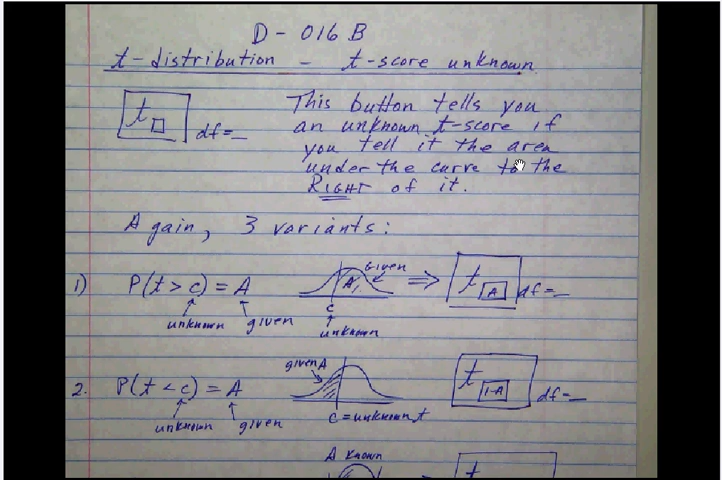 D - 016 B
t-distribution - t-score unknown
t□ df=_
This button tells you
an unknown t-score if
you tell it the area
under the curve to the
RIGHT of it.
Again, 3 variants:
1) P(t > c) = A
unknown given
A given
c
unknown
⇒ t A df=_
2. P(t < c) = A
unknown given
given A
c = unknown t
t 1-A df=_
A known
t